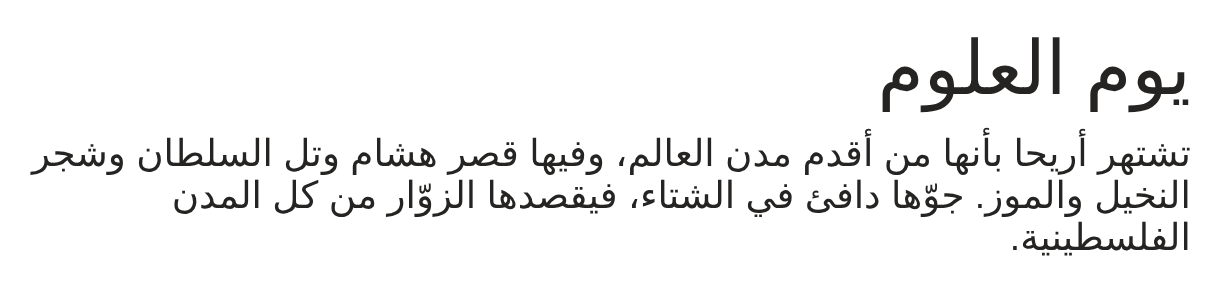 يوم العلوم
تشتهر أريحا بأنها من أقدم مدن العالم، وفيها قصر هشام وتل السلطان وشجر
النخيل والموز. جوّها دافئ في الشتاء، فيقصدها الزوّار من كل المدن
الفلسطينية.